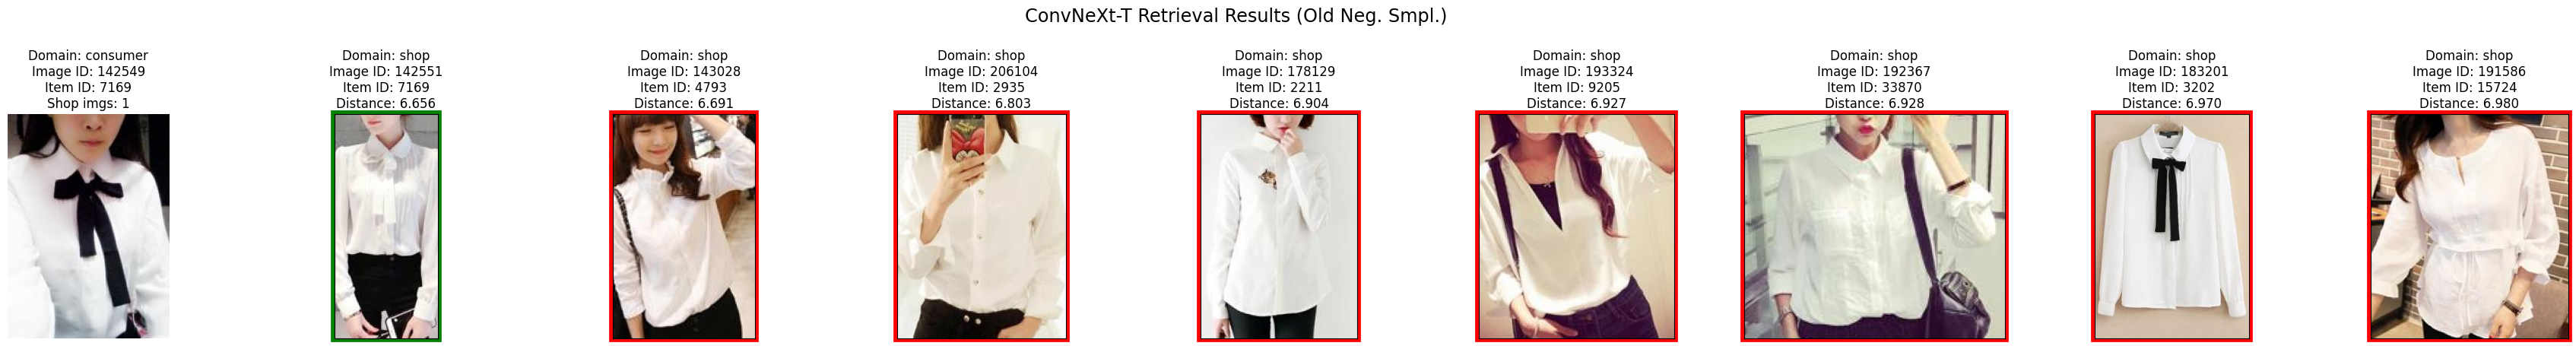 ConvNeXt-T Retrieval Results (Old Neg. Smpl.)
Domain: consumer
Image ID: 142549
Item ID: 7169
Shop imgs: 1
Domain: shop
Image ID: 142551
Item ID: 7169
Distance: 6.656
Domain: shop
Image ID: 143028
Item ID: 4793
Distance: 6.691
Domain: shop
Image ID: 206104
Item ID: 2935
Distance: 6.803
Domain: shop
Image ID: 178129
Item ID: 2211
Distance: 6.904
Domain: shop
Image ID: 193324
Item ID: 9205
Distance: 6.927
Domain: shop
Image ID: 192367
Item ID: 33870
Distance: 6.928
Domain: shop
Image ID: 183201
Item ID: 3202
Distance: 6.970
Domain: shop
Image ID: 191586
Item ID: 15724
Distance: 6.980